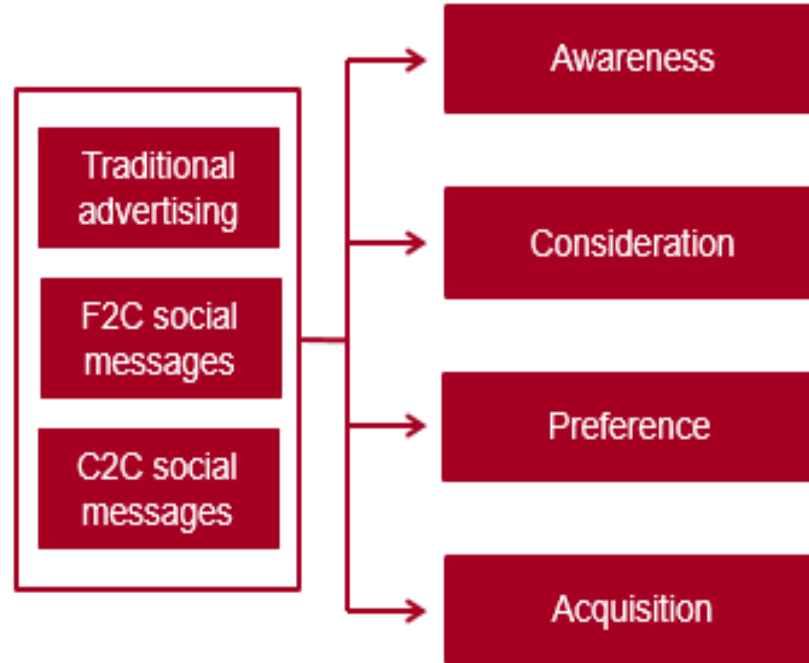 Traditional
advertising
F2C social
messages
C2C social
messages
Awareness
Consideration
Preference
Acquisition